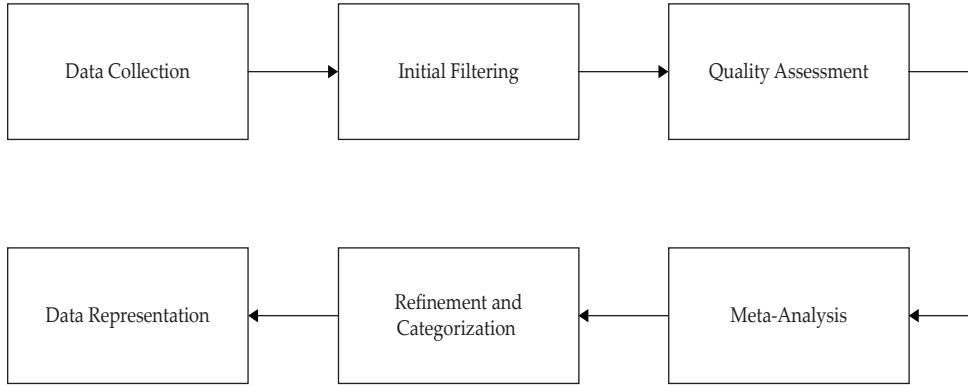 Data Collection
Initial Filtering
Quality Assessment
Data Representation
Refinement and
Categorization
Meta-Analysis